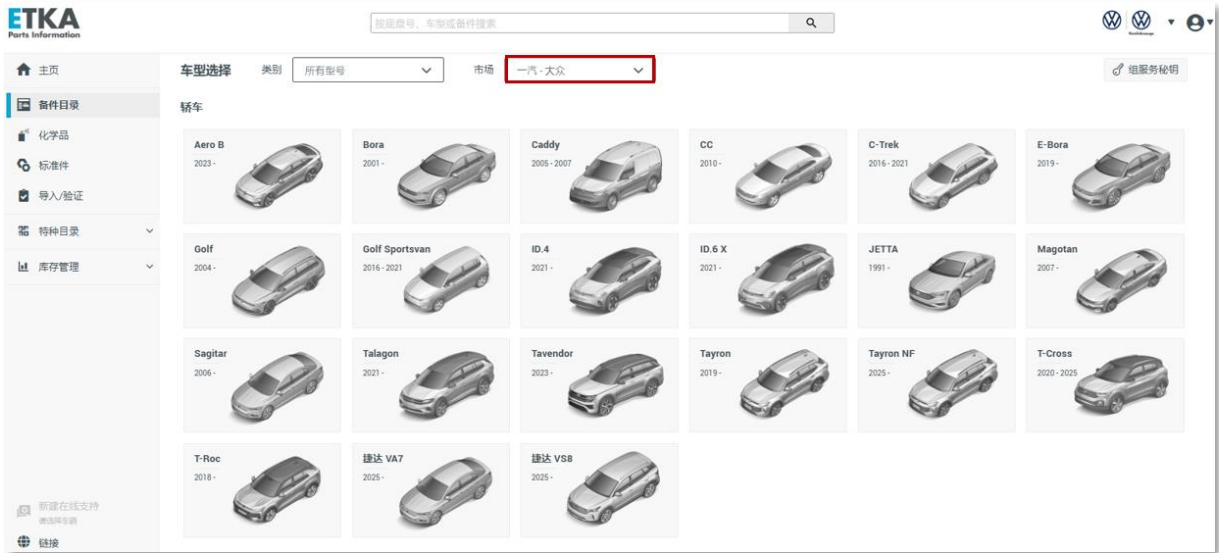 ETKA
Parts Information
按底盘号、车型或备件搜索
主页
备件目录
化学品
标准件
导入/验证
特种目录
库存管理
新建在线支持
请选择车辆
链接
车型选择 类别 所有型号 市场 一汽 - 大众 组服务秘钥
轿车
Aero B Bora Caddy CC C-Trek E-Bora
2023 - 2001 - 2005 - 2007 2010 - 2016 - 2021 2019 -
Golf Golf Sportsvan ID.4 ID.6 X JETTA Magotan
2004 - 2016 - 2021 2021 - 2021 - 1991 - 2007 -
Sagitar Talagon Tavendor Tayron Tayron NF T-Cross
2006 - 2021 - 2023 - 2019 - 2025 - 2020 - 2025
T-Roc 捷达 VA7 捷达 VS8
2018 - 2025 - 2025 -